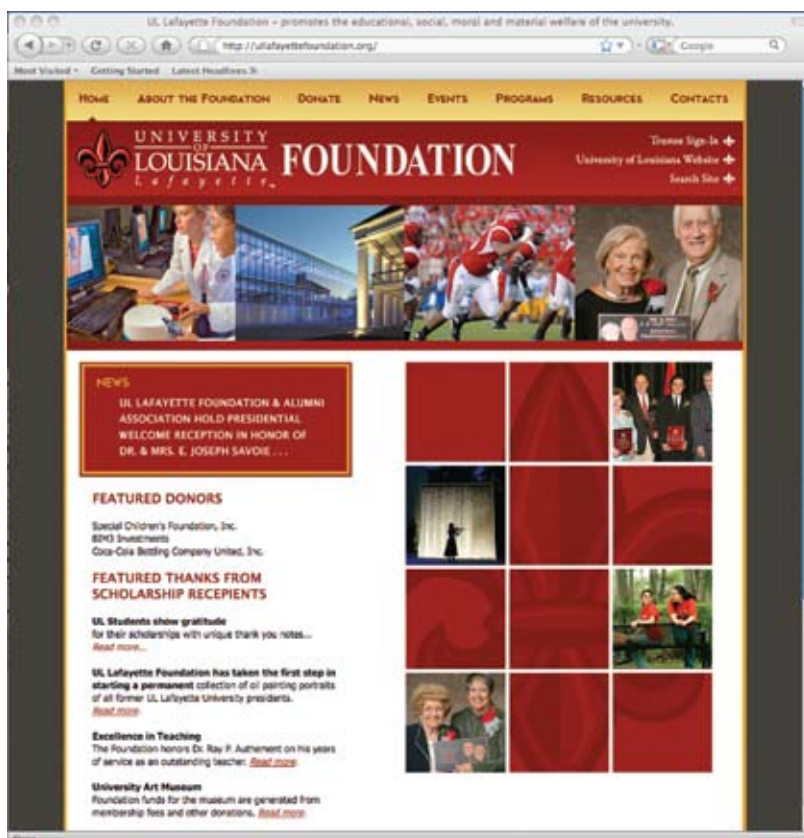 UL Lafayette Foundation – promotes the educational, social, moral and material welfare of the university.
http://ullafayettefoundation.org/
Google
Most Visited Getting Started Latest Headlines
HOME ABOUT THE FOUNDATION DONATE NEWS EVENTS PROGRAMS RESOURCES CONTACTS
UNIVERSITY
OF
LOUISIANA
Lafayette
FOUNDATION
Trustee Sign-In
University of Louisiana Website
Search Site
NEWS
UL LAFAYETTE FOUNDATION & ALUMNI
ASSOCIATION HOLD PRESIDENTIAL
WELCOME RECEPTION IN HONOR OF
DR. & MRS. E. JOSEPH SAVOIE . . .
FEATURED DONORS
Special Children's Foundation, Inc.
Investments
Coca-Cola Bottling Company United, Inc.
FEATURED THANKS FROM
SCHOLARSHIP RECEPIENTS
UL Students show gratitude
for their scholarships with unique thank you notes...
Read more...
UL Lafayette Foundation has taken the first step in
starting a permanent collection of oil painting portraits
of all former UL Lafayette University presidents.
Read more.
Excellence in Teaching
The Foundation honors Dr. Ray P. Authement on his years
of service as an outstanding teacher. Read more.
University Art Museum
Foundation funds for the museum are generated from
membership fees and other donations. Read more.